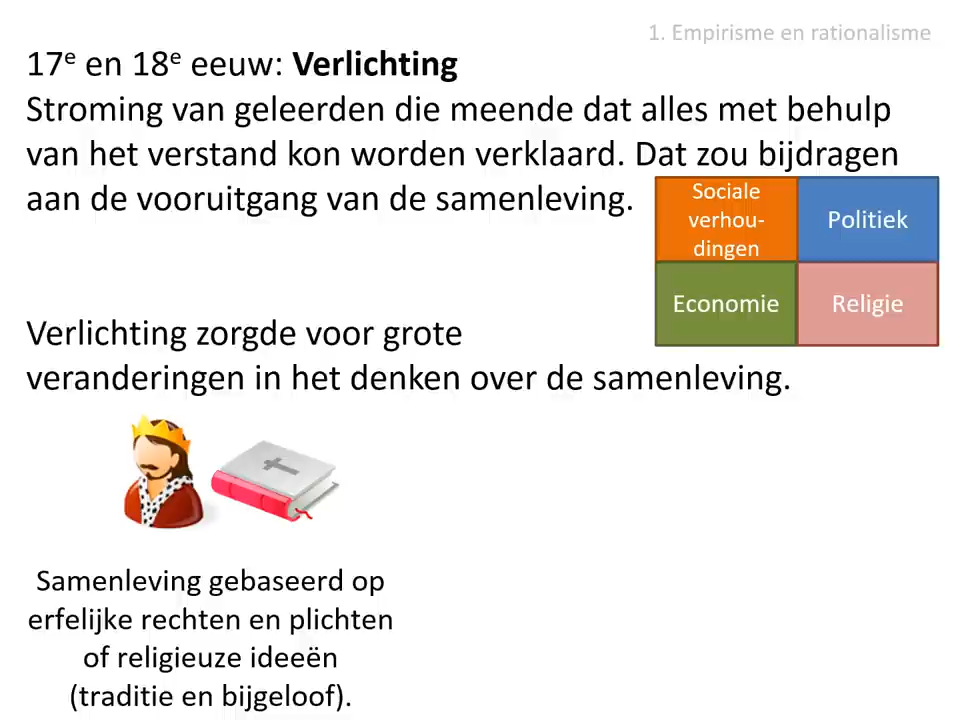 1. Empirisme en rationalisme
17e en 18e eeuw: Verlichting
Stroming van geleerden die meende dat alles met behulp
van het verstand kon worden verklaard. Dat zou bijdragen
aan de vooruitgang van de samenleving.
Sociale
verhou-
dingen
Politiek
Economie
Religie
Verlichting zorgde voor grote
veranderingen in het denken over de samenleving.
Samenleving gebaseerd op
erfelijke rechten en plichten
of religieuze ideeën
(traditie en bijgeloof).